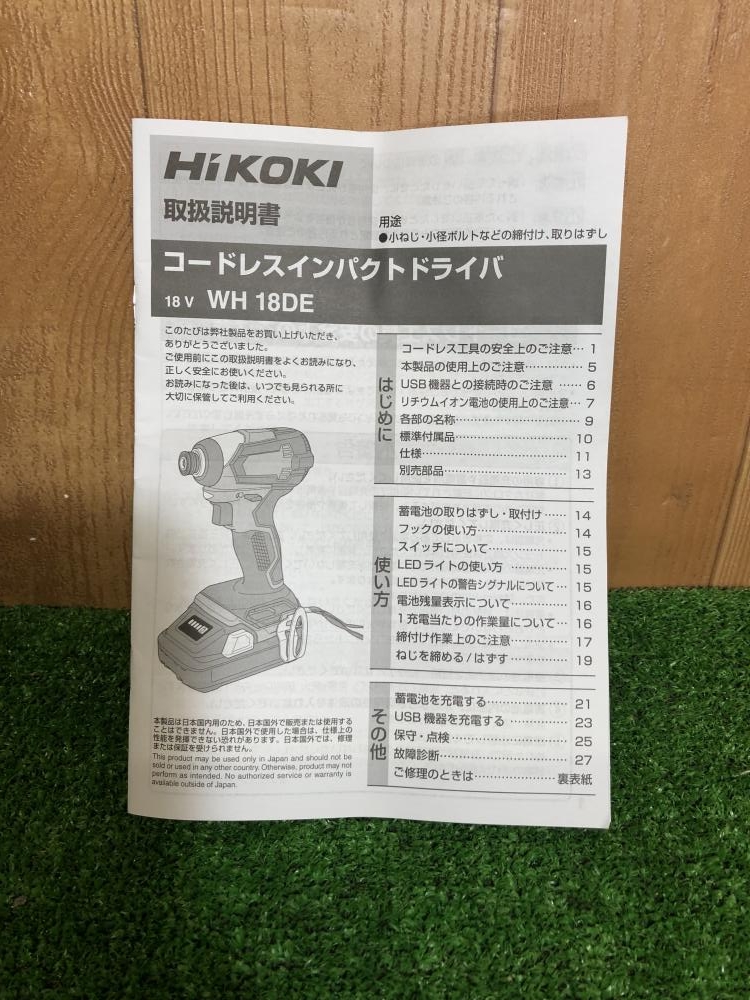 HiKOKI
取扱説明書
用途
●小ねじ・小径ボルトなどの締付け、取りはずし
コードレスインパクトドライバ
18 V WH 18DE
このたびは弊社製品をお買い上げいただき、
ありがとうございました。
ご使用前にこの取扱説明書をよくお読みになり、
正しく安全にお使いください。
お読みになった後は、いつでも見られる所に
大切に保管してご利用ください。
はじめに
コードレス工具の安全上のご注意… 1
本製品の使用上のご注意…………… 5
USB機器との接続時のご注意 …… 6
リチウムイオン電池の使用上のご注意… 7
各部の名称………………………… 9
標準付属品………………………… 10
仕様………………………………… 11
別売部品…………………………… 13
使い方
蓄電池の取りはずし・取付け…… 14
フックの使い方…………………… 14
スイッチについて………………… 15
LEDライトの使い方 …………… 15
LEDライトの警告シグナルについて… 15
電池残量表示について…………… 16
1充電当たりの作業量について… 16
締付け作業上のご注意…………… 17
ねじを締める/はずす …………… 19
その他
蓄電池を充電する………………… 21
USB機器を充電する …………… 23
保守・点検………………………… 25
故障診断…………………………… 27
ご修理のときは……………… 裏表紙
本製品は日本国内用のため、日本国外で販売または使用する
ことはできません。日本国外で使用した場合は、仕様上の
性能を発揮できない恐れがあります。日本国外では、修理
または保証を受けられません。
This product may be used only in Japan and should not be
sold or used in any other country. Otherwise, product may not
perform as intended. No authorized service or warranty is
available outside of Japan.